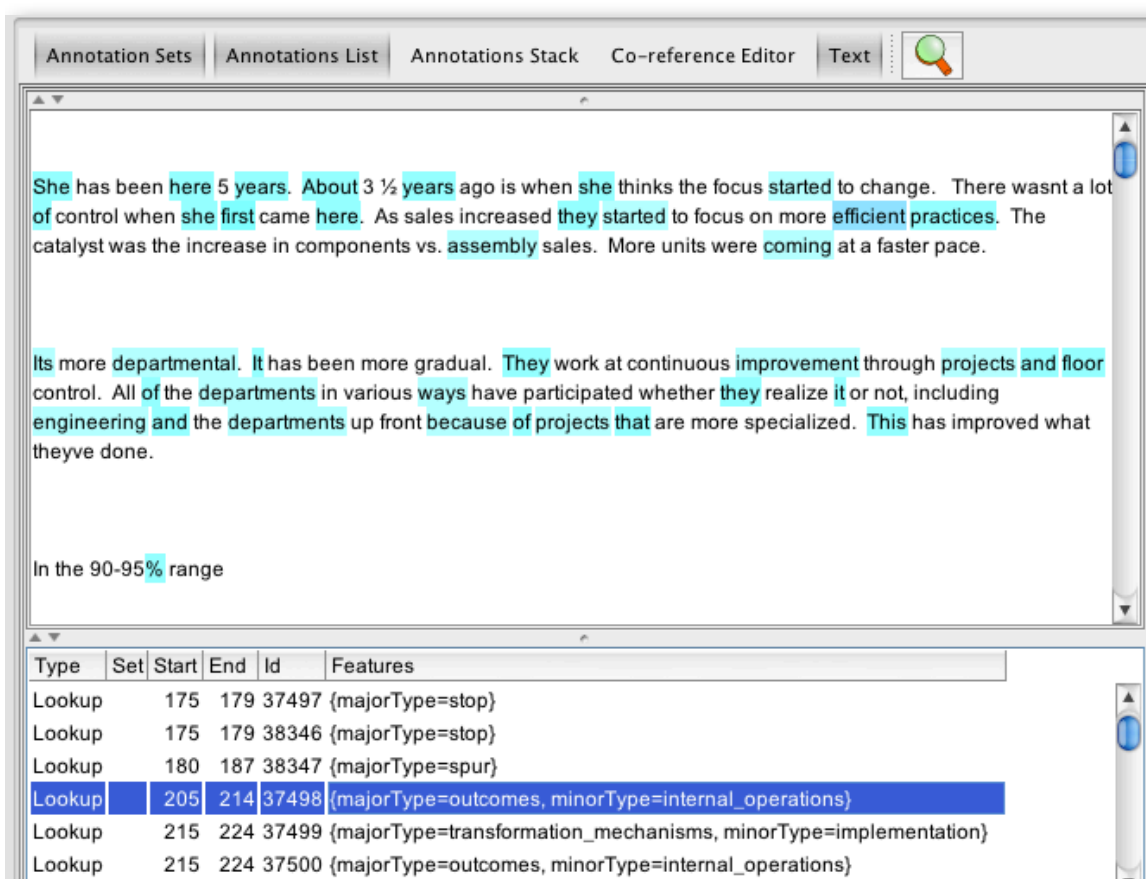 Annotation Sets Annotations List Annotations Stack Co-reference Editor Text
She has been here 5 years. About 3 ½ years ago is when she thinks the focus started to change. There wasnt a lot
of control when she first came here. As sales increased they started to focus on more efficient practices. The
catalyst was the increase in components vs. assembly sales. More units were coming at a faster pace.
Its more departmental. It has been more gradual. They work at continuous improvement through projects and floor
control. All of the departments in various ways have participated whether they realize it or not, including
engineering and the departments up front because of projects that are more specialized. This has improved what
theyve done.
In the 90-95% range
Type Set Start End Id Features
Lookup 175 179 37497 {majorType=stop}
Lookup 175 179 38346 {majorType=stop}
Lookup 180 187 38347 {majorType=spur}
Lookup 205 214 37498 {majorType=outcomes, minorType=internal_operations}
Lookup 215 224 37499 {majorType=transformation_mechanisms, minorType=implementation}
Lookup 215 224 37500 {majorType=outcomes, minorType=internal_operations}